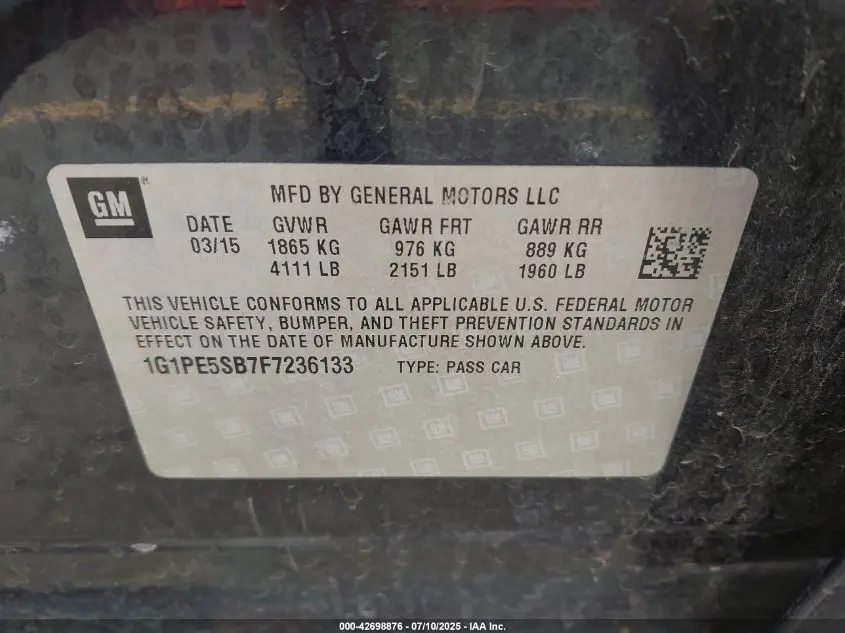 GM®
MFD BY GENERAL MOTORS LLC
DATE GVWR GAWR FRT GAWR RR
03/15 1865 KG 976 KG 889 KG
4111 LB 2151 LB 1960 LB
THIS VEHICLE CONFORMS TO ALL APPLICABLE U.S. FEDERAL MOTOR
VEHICLE SAFETY, BUMPER, AND THEFT PREVENTION STANDARDS IN
EFFECT ON THE DATE OF MANUFACTURE SHOWN ABOVE.
1G1PE5SB7F7236133 TYPE: PASS CAR
000-42698876 - 07/10/2025 - IAA Inc.